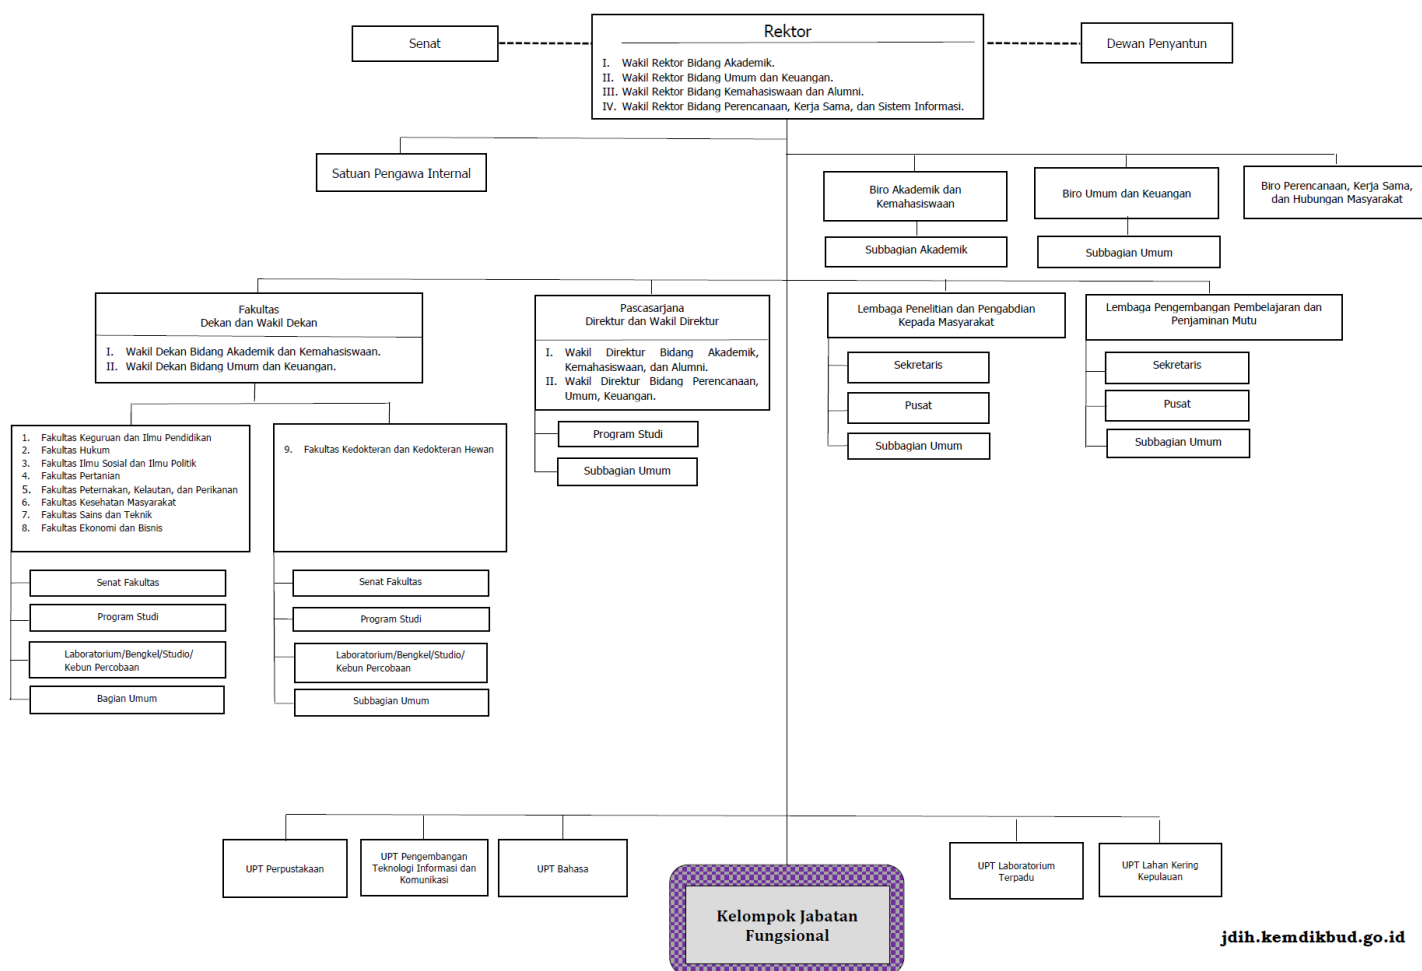 Rektor
Senat
Dewan Penyantun
I. Wakil Rektor Bidang Akademik.
II. Wakil Rektor Bidang Umum dan Keuangan.
III. Wakil Rektor Bidang Kemahasiswaan dan Alumni.
IV. Wakil Rektor Bidang Perencanaan, Kerja Sama, dan Sistem Informasi.
Satuan Pengawa Internal
Biro Akademik dan
Kemahasiswaan
Biro Umum dan Keuangan
Biro Perencanaan, Kerja Sama,
dan Hubungan Masyarakat
Subbagian Akademik
Subbagian Umum
Fakultas
Dekan dan Wakil Dekan
I. Wakil Dekan Bidang Akademik dan Kemahasiswaan.
II. Wakil Dekan Bidang Umum dan Keuangan.
Pascasarjana
Direktur dan Wakil Direktur
I. Wakil Direktur Bidang Akademik,
Kemahasiswaan, dan Alumni.
II. Wakil Direktur Bidang Perencanaan,
Umum, Keuangan.
Lembaga Penelitian dan Pengabdian
Kepada Masyarakat
Lembaga Pengembangan Pembelajaran dan
Penjaminan Mutu
Sekretaris
Pusat
Subbagian Umum
Sekretaris
Pusat
Subbagian Umum
Program Studi
Subbagian Umum
1. Fakultas Keguruan dan Ilmu Pendidikan
2. Fakultas Hukum
3. Fakultas Ilmu Sosial dan Ilmu Politik
4. Fakultas Pertanian
5. Fakultas Peternakan, Kelautan, dan Perikanan
6. Fakultas Kesehatan Masyarakat
7. Fakultas Sains dan Teknik
8. Fakultas Ekonomi dan Bisnis
9. Fakultas Kedokteran dan Kedokteran Hewan
Senat Fakultas
Program Studi
Laboratorium/Bengkel/Studio/
Kebun Percobaan
Bagian Umum
Senat Fakultas
Program Studi
Laboratorium/Bengkel/Studio/
Kebun Percobaan
Subbagian Umum
UPT Perpustakaan
UPT Pengembangan
Teknologi Informasi dan
Komunikasi
UPT Bahasa
UPT Laboratorium
Terpadu
UPT Lahan Kering
Kepulauan
Kelompok Jabatan
Fungsional
jdih.kemdikbud.go.id